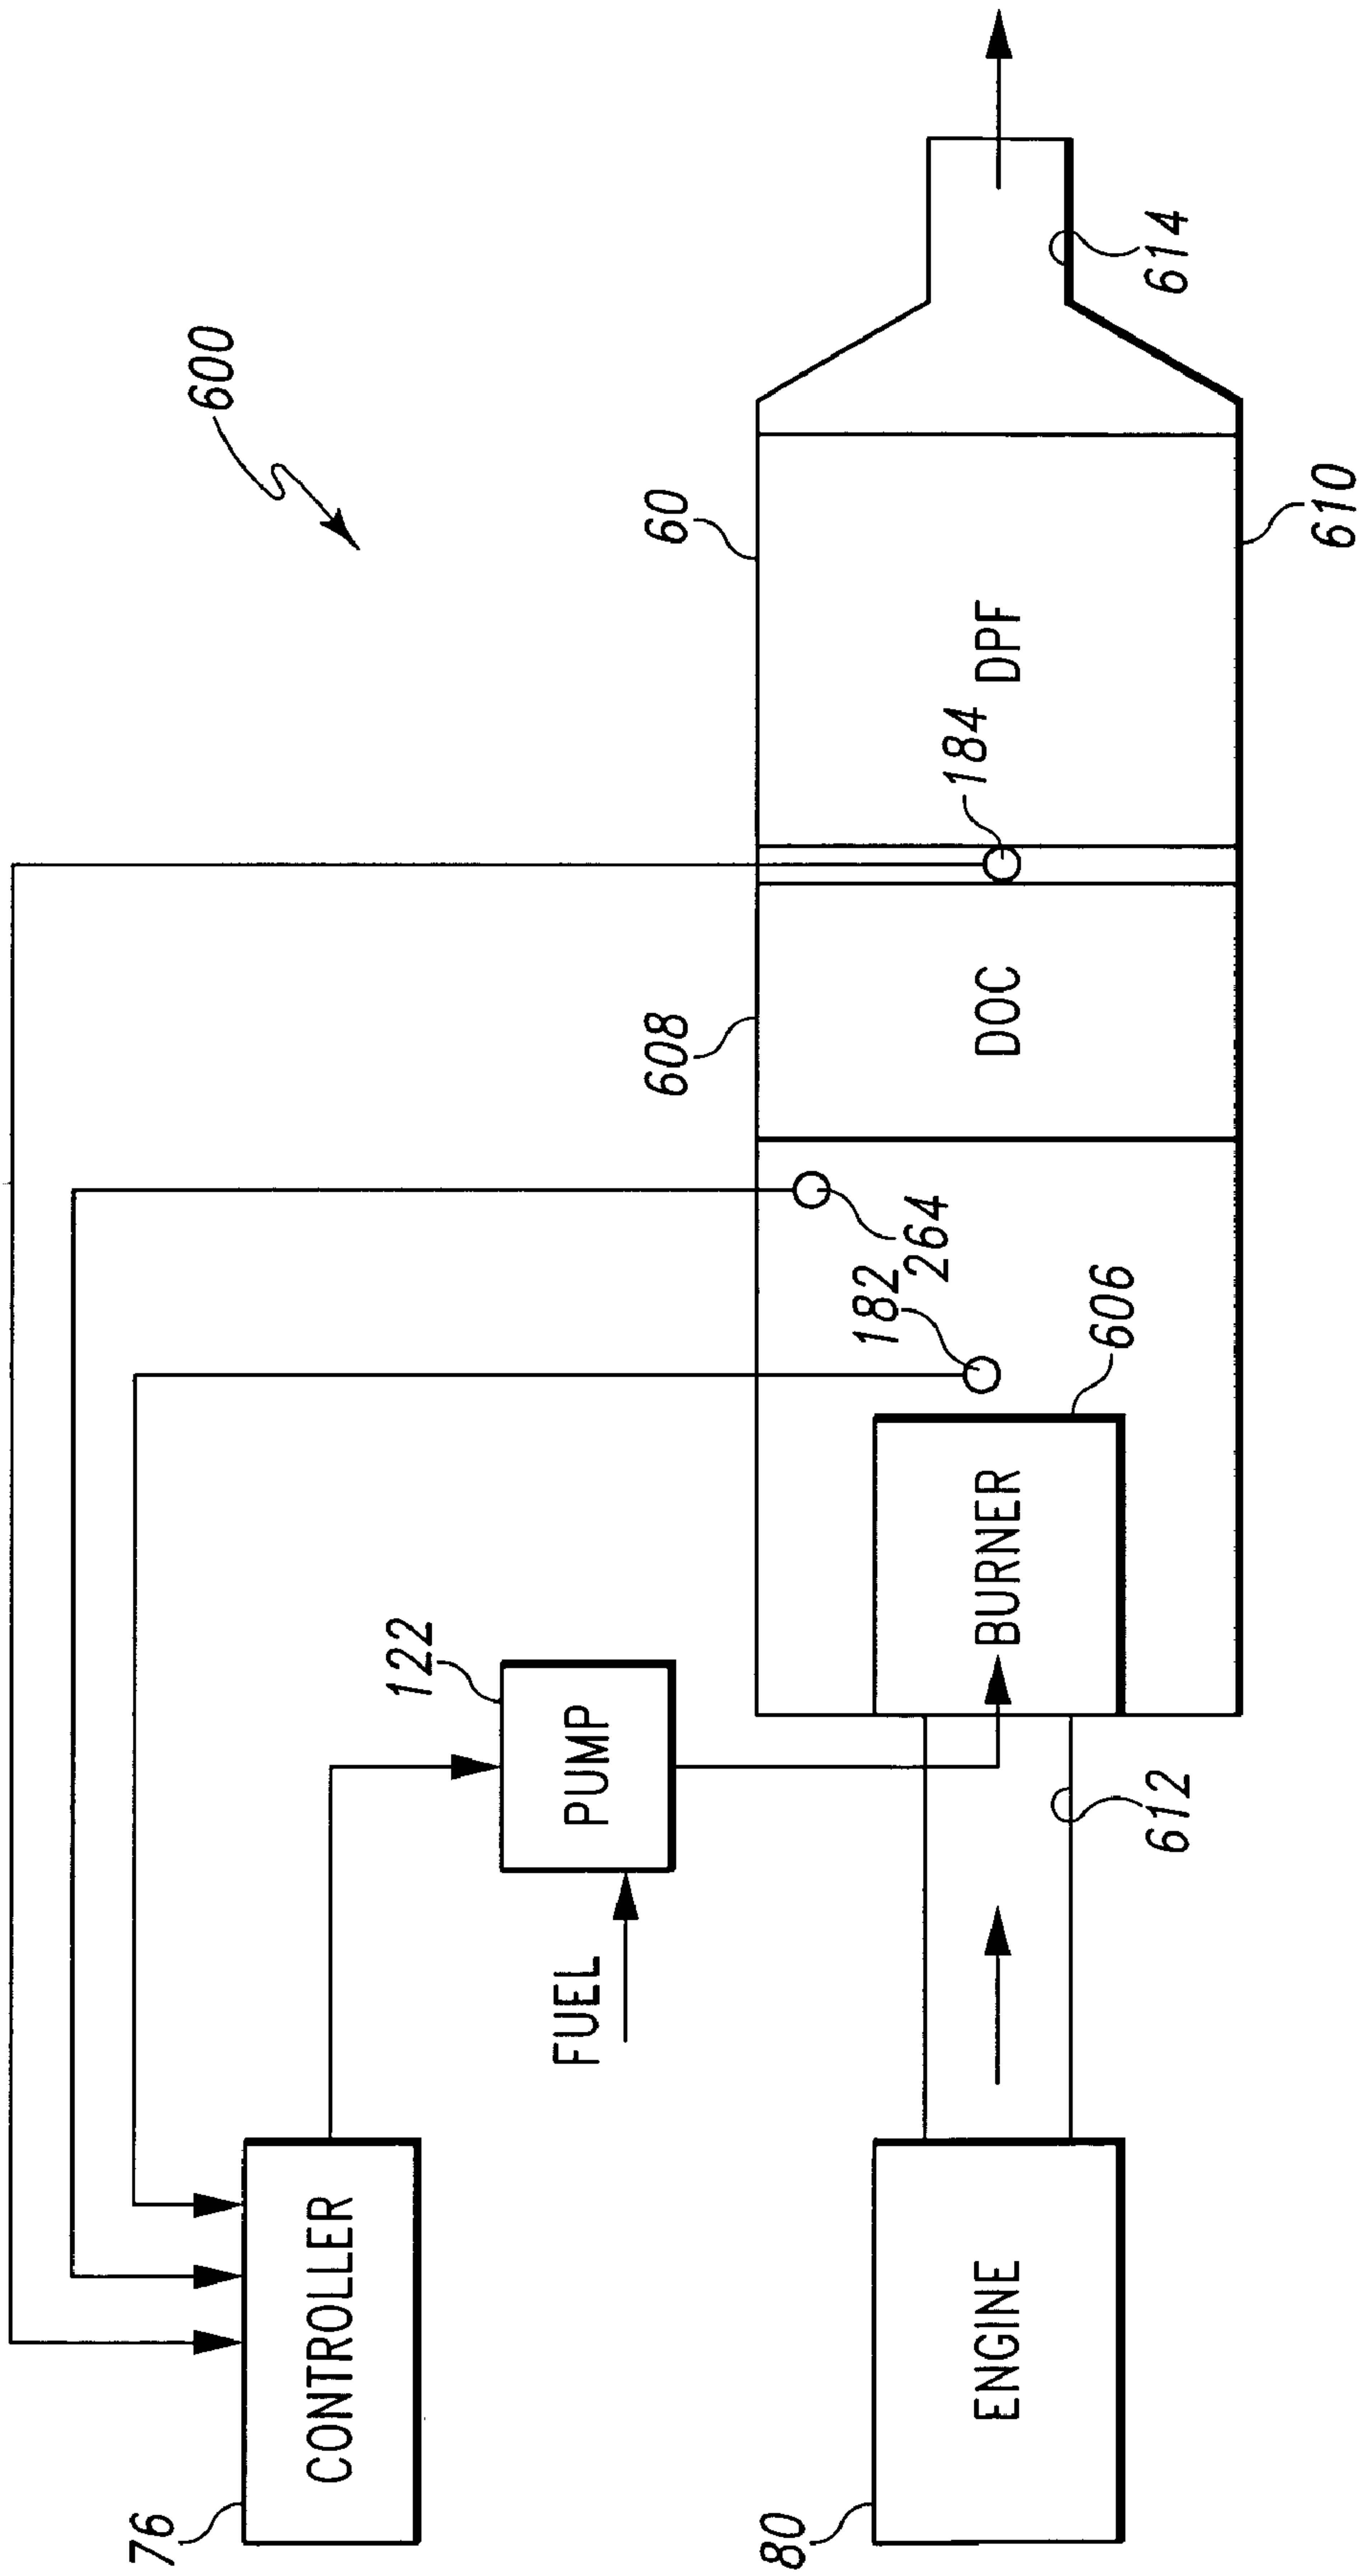 600
76
CONTROLLER
122
PUMP
FUEL
608
60
182
264
184
80
ENGINE
BURNER
DOC
DPF
612
606
610
614